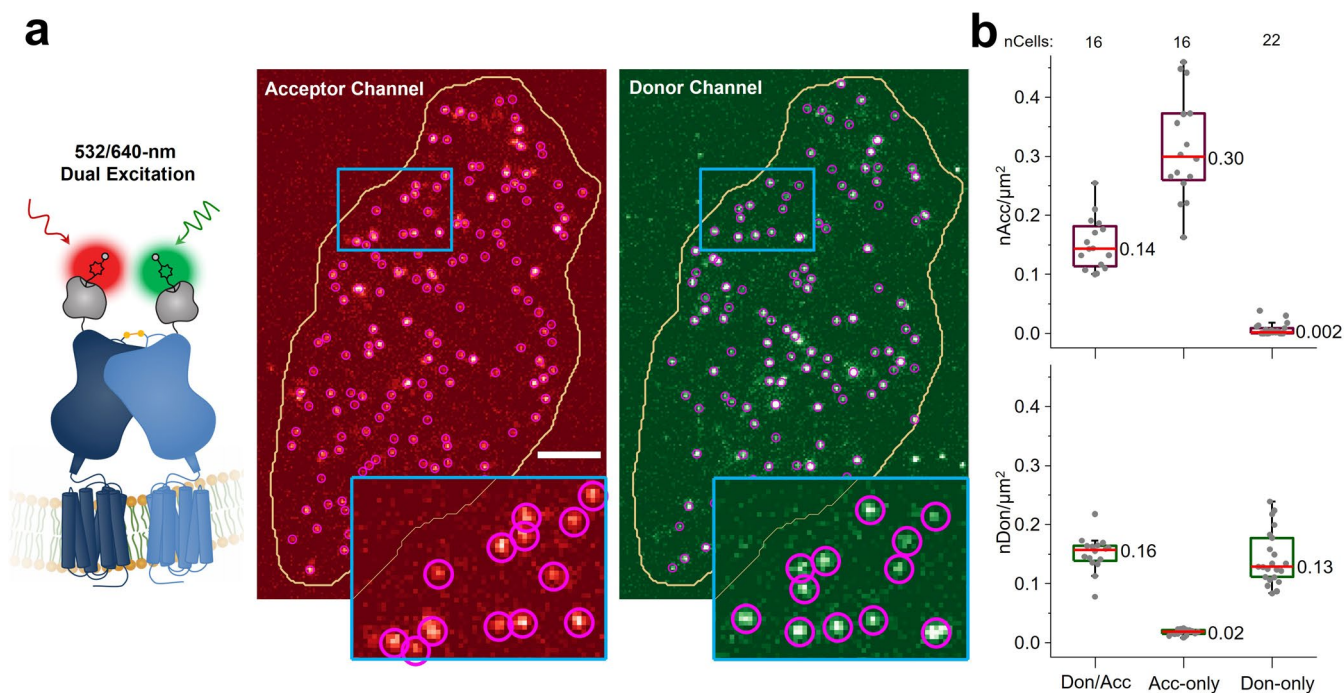 a
532/640-nm
Dual Excitation
Acceptor Channel
Donor Channel
b
nCells:
16
16
22
nAcc/µm²
0.4
0.3
0.2
0.1
0.0
0.14
0.30
0.002
nDon/µm²
0.4
0.3
0.2
0.1
0.0
0.16
0.02
0.13
Don/Acc
Acc-only
Don-only